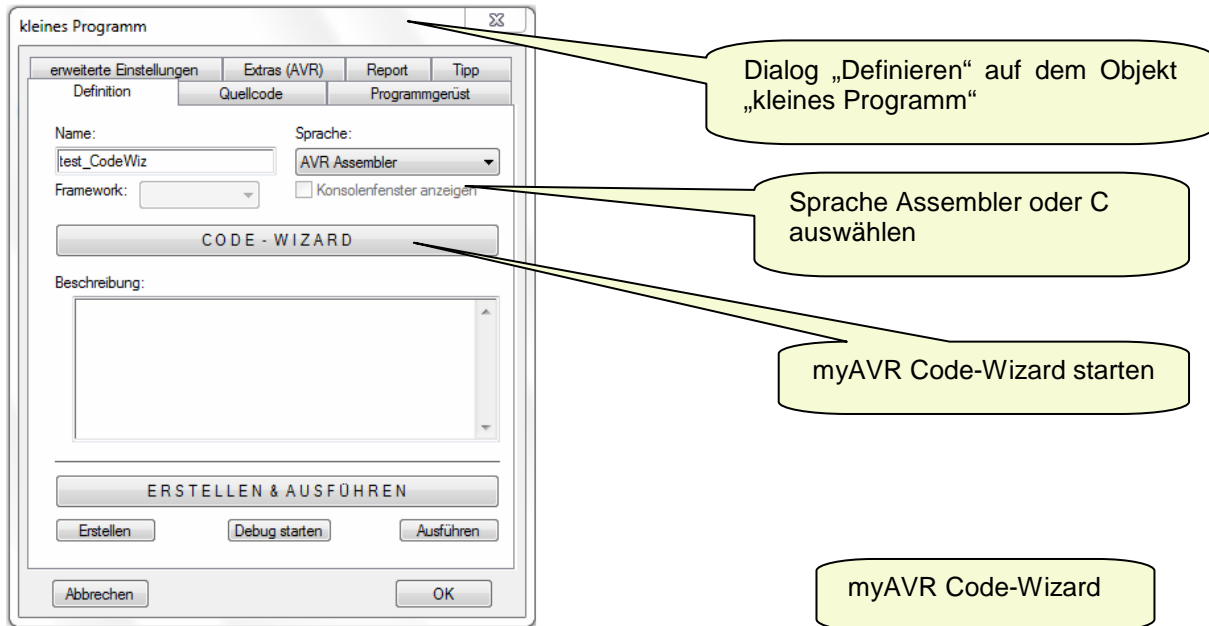 kleines Programm
erweiterte Einstellungen Extras (AVR) Report Tipp
Definition Quellcode Programmgerüst
Name: Sprache:
test_CodeWiz AVR Assembler
Framework: Konsolenfenster anzeigen
CODE - WIZARD
Beschreibung:
ERSTELLEN & AUSFÜHREN
Erstellen Debug starten Ausführen
Abbrechen OK
Dialog „Definieren“ auf dem Objekt
„kleines Programm“
Sprache Assembler oder C
auswählen
myAVR Code-Wizard starten
myAVR Code-Wizard